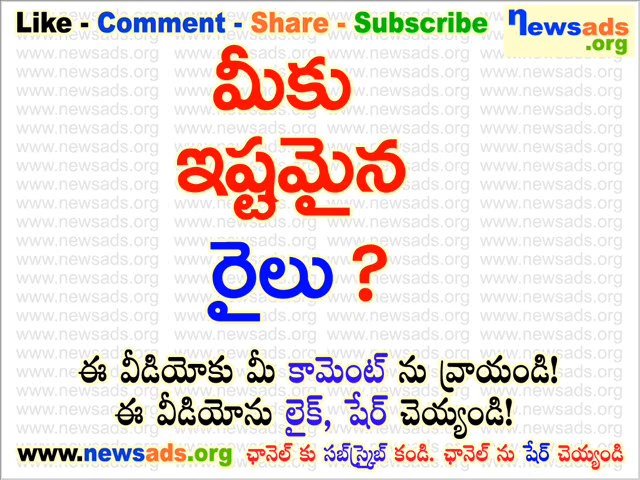 Like - Comment - Share - Subscribe
newsads
.org
మీకు
ఇష్టమైన
రైలు ?
ఈ వీడియోకు మీ కామెంట్ ను వ్రాయండి!
ఈ వీడియోను లైక్, షేర్ చెయ్యండి!
www.newsads.org ఛానెల్ కు సబ్‌స్క్రైబ్ కండి. ఛానెల్ ను షేర్ చెయ్యండి